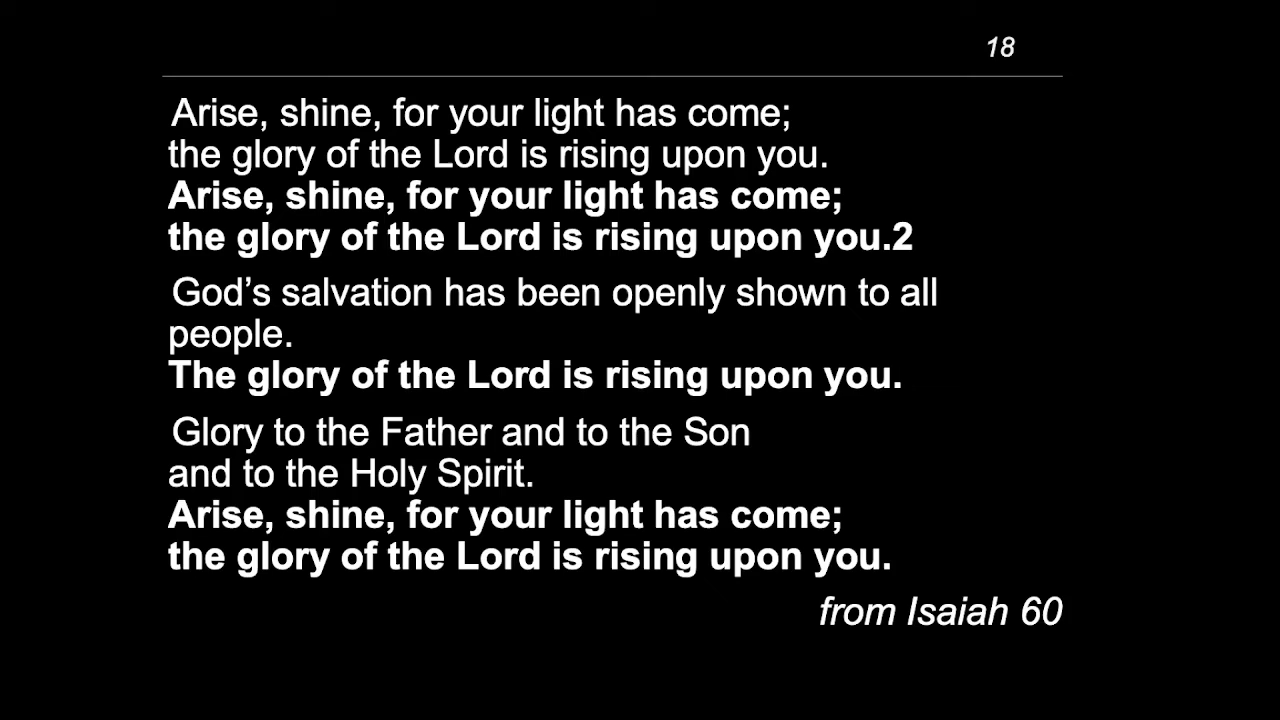 18
Arise, shine, for your light has come;
the glory of the Lord is rising upon you.
Arise, shine, for your light has come;
the glory of the Lord is rising upon you.2
God’s salvation has been openly shown to all
people.
The glory of the Lord is rising upon you.
Glory to the Father and to the Son
and to the Holy Spirit.
Arise, shine, for your light has come;
the glory of the Lord is rising upon you.
from Isaiah 60